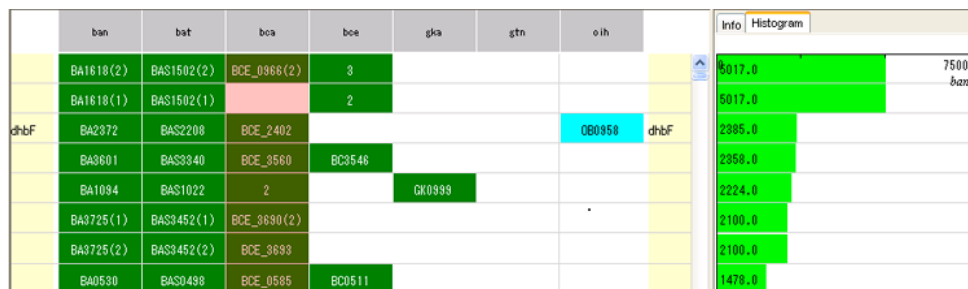 ban bat bca bce gka gtn oih Info Histogram
BA1618(2) BAS1502(2) BCE_0966(2) 3 0 5017.0 7500
ban
BA1618(1) BAS1502(1) 2 5017.0
dhbF BA2372 BAS2208 BCE_2402 OB0958 dhbF 2385.0
BA3601 BAS3340 BCE_3560 BC3546 2358.0
BA1094 BAS1022 2 GK0999 2224.0
BA3725(1) BAS3452(1) BCE_3690(2) 2100.0
BA3725(2) BAS3452(2) BCE_3693 2100.0
BA0530 BAS0498 BCE_0585 BC0511 1478.0